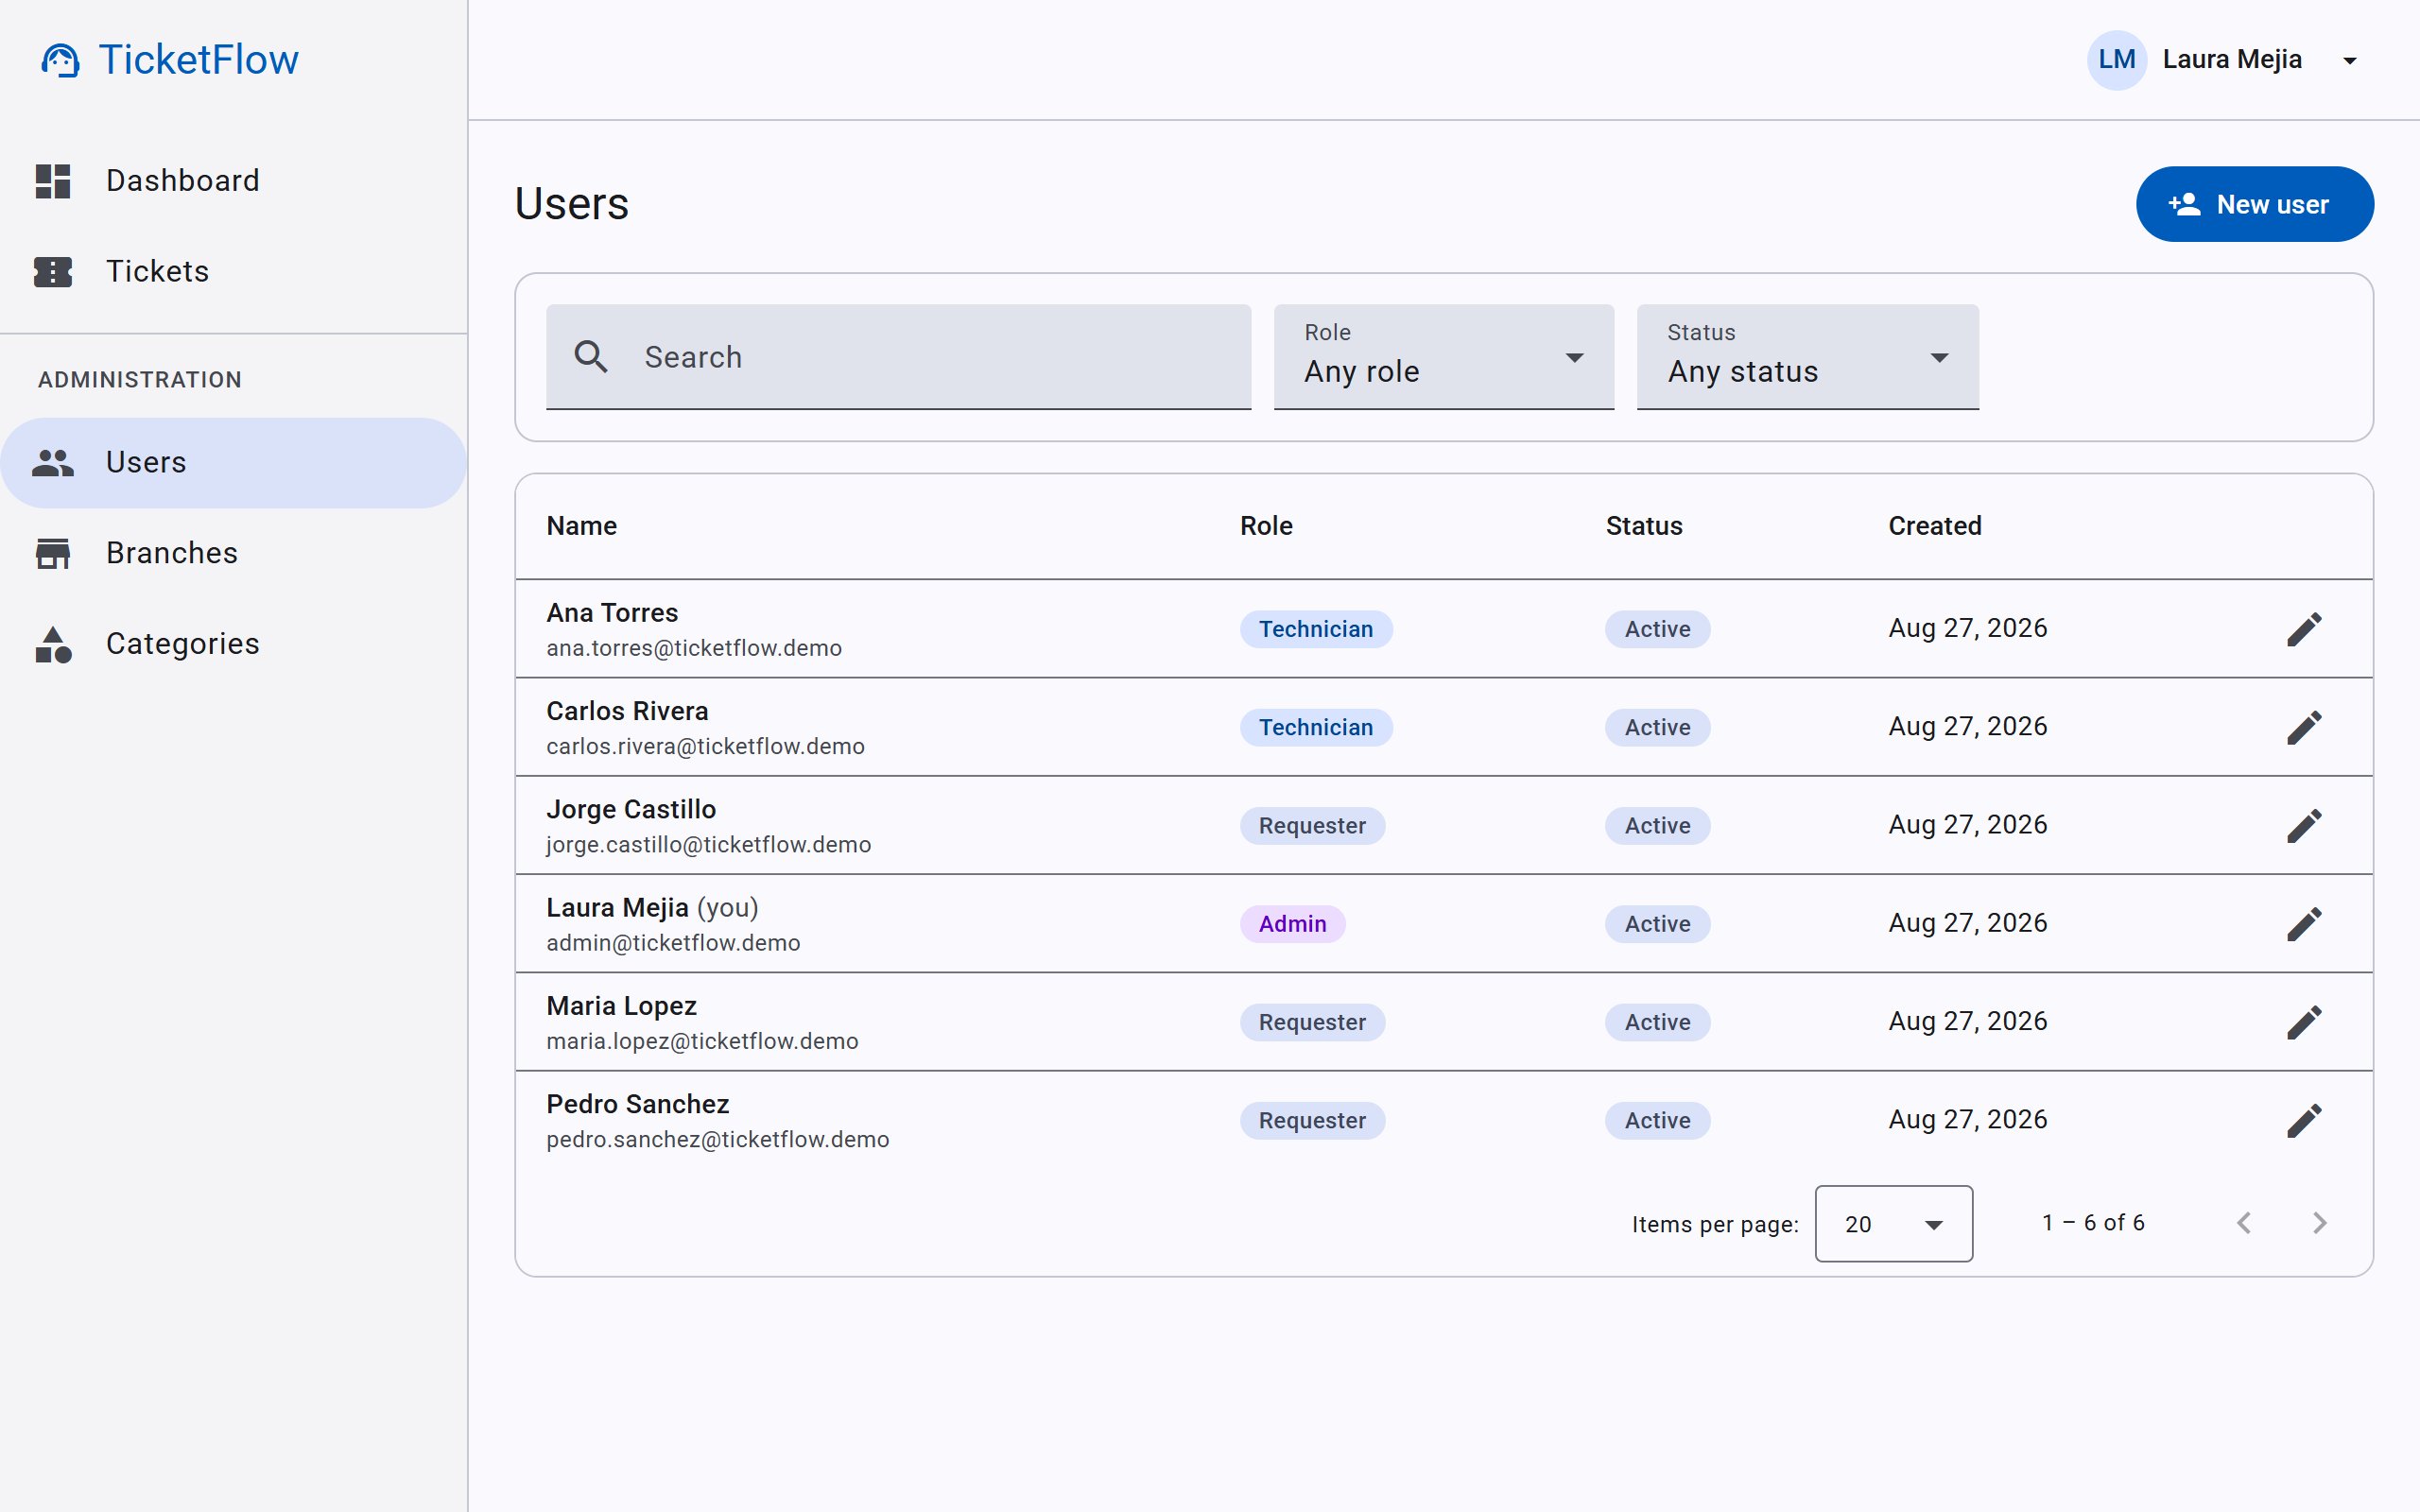 TicketFlow
LM Laura Mejia
Dashboard
Tickets
ADMINISTRATION
Users
Branches
Categories
Users
New user
Search
Role
Any role
Status
Any status
Name Role Status Created
Ana Torres
ana.torres@ticketflow.demo
Technician Active Aug 27, 2026
Carlos Rivera
carlos.rivera@ticketflow.demo
Technician Active Aug 27, 2026
Jorge Castillo
jorge.castillo@ticketflow.demo
Requester Active Aug 27, 2026
Laura Mejia (you)
admin@ticketflow.demo
Admin Active Aug 27, 2026
Maria Lopez
maria.lopez@ticketflow.demo
Requester Active Aug 27, 2026
Pedro Sanchez
pedro.sanchez@ticketflow.demo
Requester Active Aug 27, 2026
Items per page: 20 1 – 6 of 6